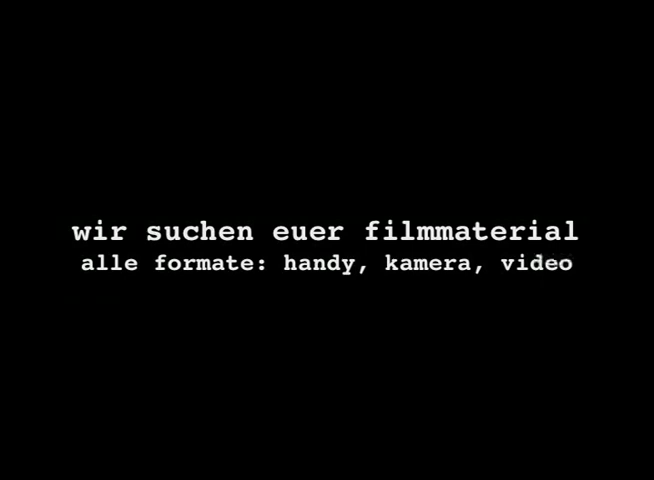 wir suchen euer filmmaterial
alle formate: handy, kamera, video